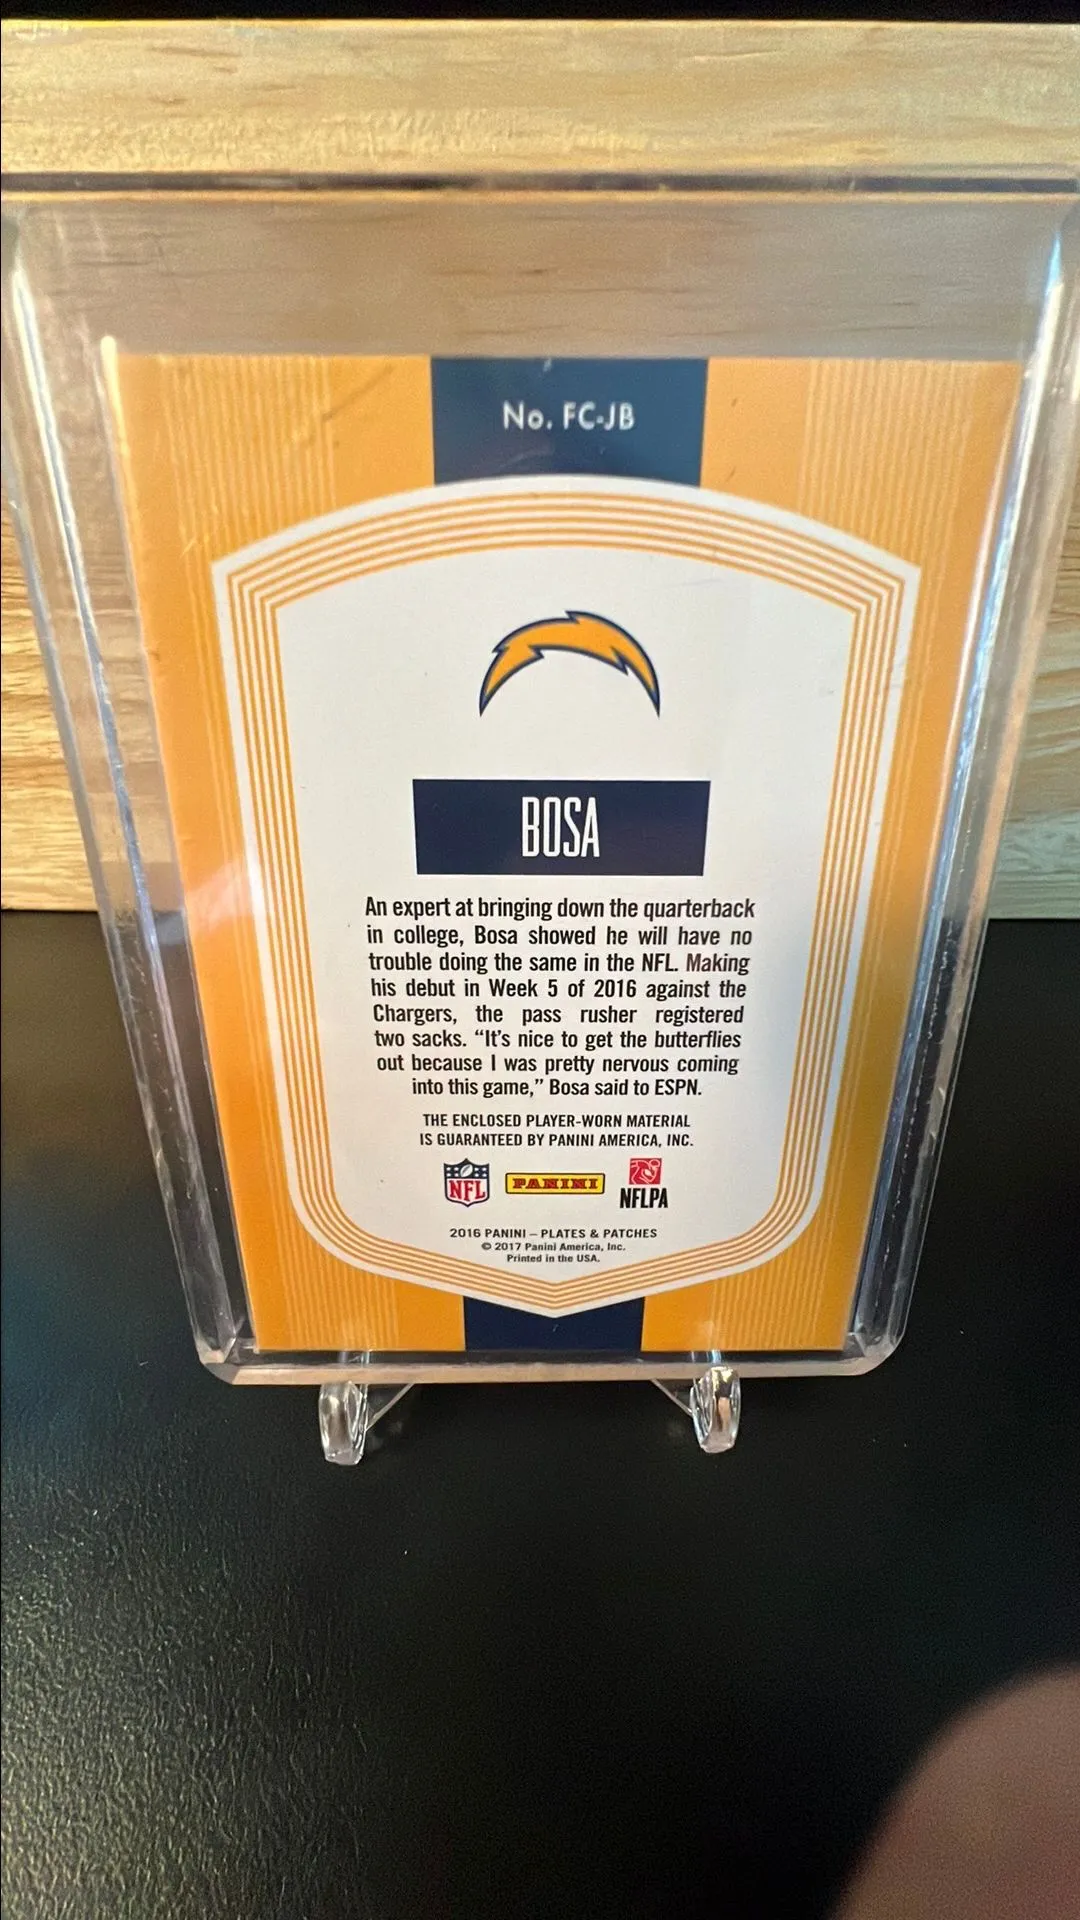 No. FC-JB
BOSA
An expert at bringing down the quarterback
in college, Bosa showed he will have no
trouble doing the same in the NFL. Making
his debut in Week 5 of 2016 against the
Chargers, the pass rusher registered
two sacks. “It’s nice to get the butterflies
out because I was pretty nervous coming
into this game,” Bosa said to ESPN.
THE ENCLOSED PLAYER-WORN MATERIAL
IS GUARANTEED BY PANINI AMERICA, INC.
NFL PANINI NFLPA
2016 PANINI – PLATES & PATCHES
© 2017 Panini America, Inc.
Printed in the USA.